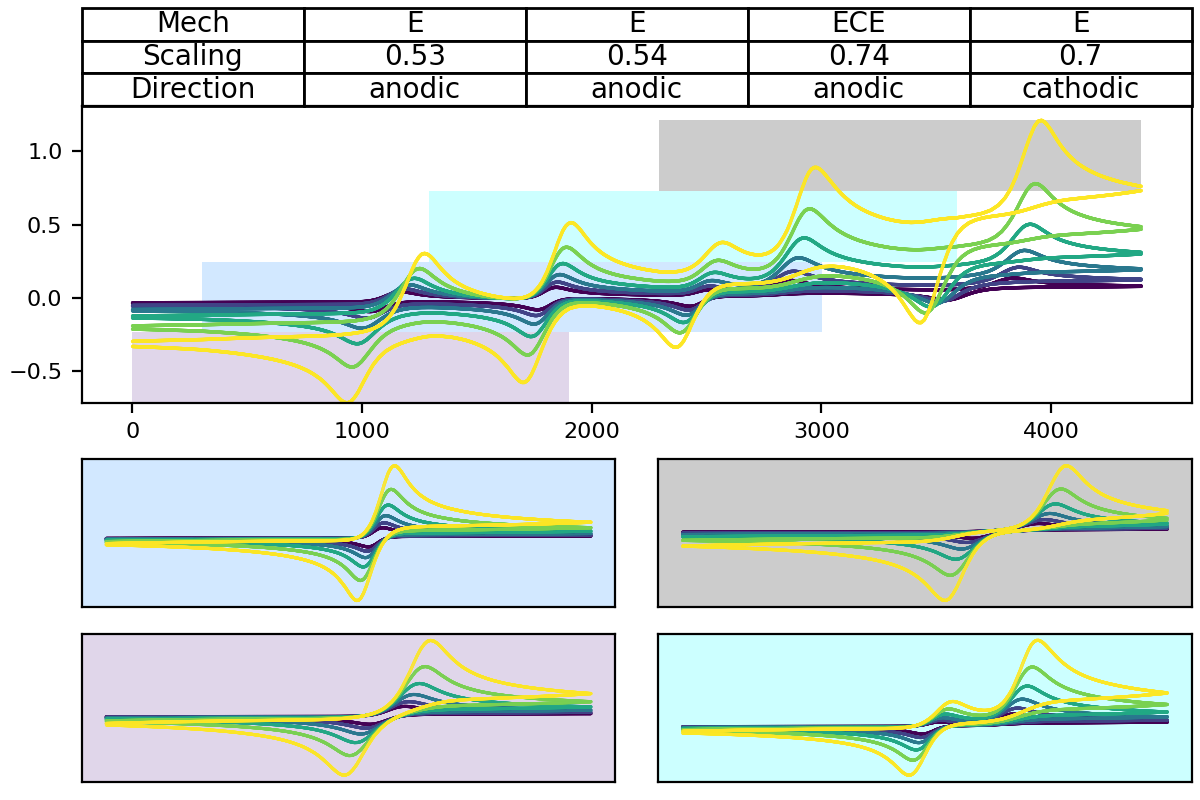 Mech E E ECE E
Scaling 0.53 0.54 0.74 0.7
Direction anodic anodic anodic cathodic
1.0
0.5
0.0
−0.5
0 1000 2000 3000 4000